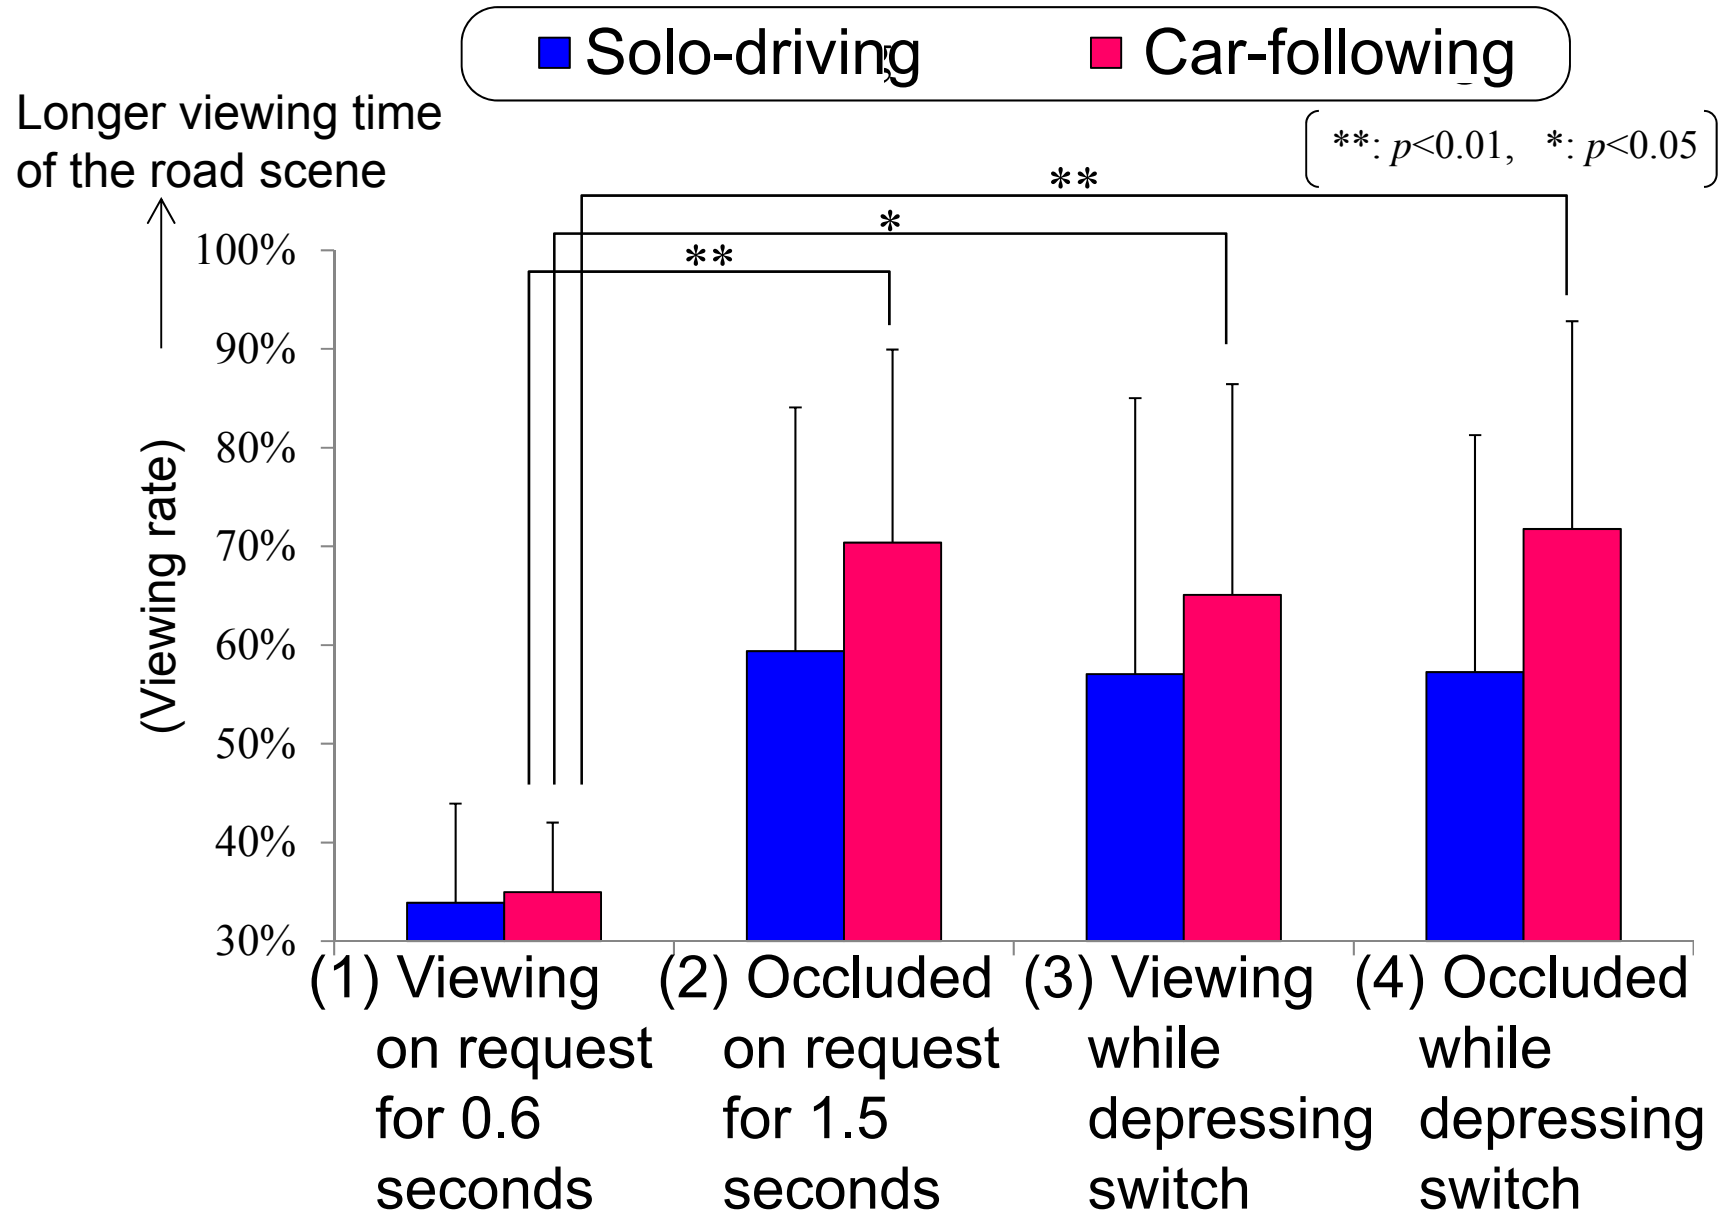 Solo-driving Car-following
Longer viewing time
of the road scene
**: p<0.01, *: p<0.05
**
*
**
100%
90%
80%
70%
60%
50%
40%
30%
(Viewing rate)
(1) Viewing
on request
for 0.6
seconds
(2) Occluded
on request
for 1.5
seconds
(3) Viewing
while
depressing
switch
(4) Occluded
while
depressing
switch